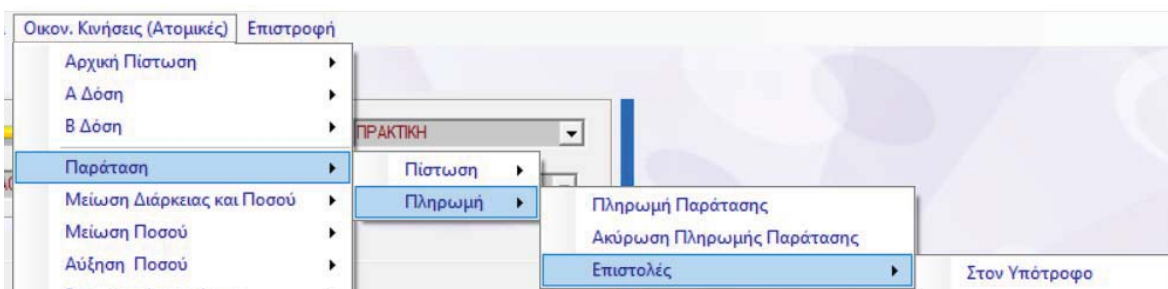 Οικον. Κινήσεις (Ατομικές) Επιστροφή
Αρχική Πίστωση
Α Δόση
Β Δόση
ΠΡΑΚΤΙΚΗ
Παράταση
Πίστωση
Μείωση Διάρκειας και Ποσού
Πληρωμή
Πληρωμή Παράτασης
Μείωση Ποσού
Ακύρωση Πληρωμής Παράτασης
Αύξηση Ποσού
Επιστολές
Στον Υπότροφο